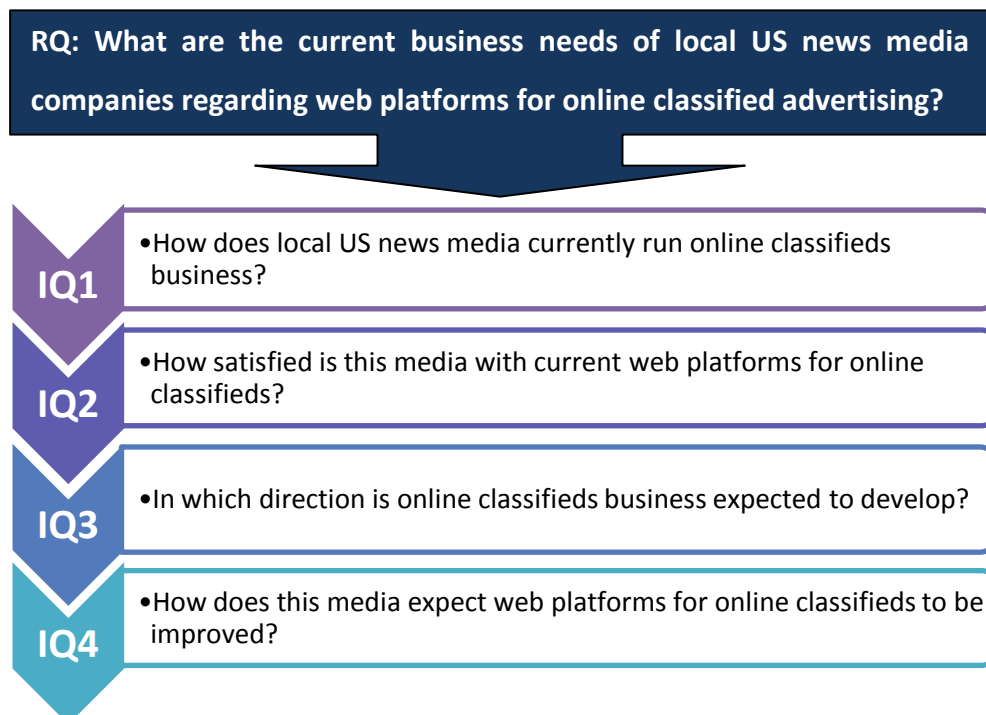 RQ: What are the current business needs of local US news media
companies regarding web platforms for online classified advertising?
IQ1
•How does local US news media currently run online classifieds
business?
IQ2
•How satisfied is this media with current web platforms for online
classifieds?
IQ3
•In which direction is online classifieds business expected to develop?
IQ4
•How does this media expect web platforms for online classifieds to be
improved?